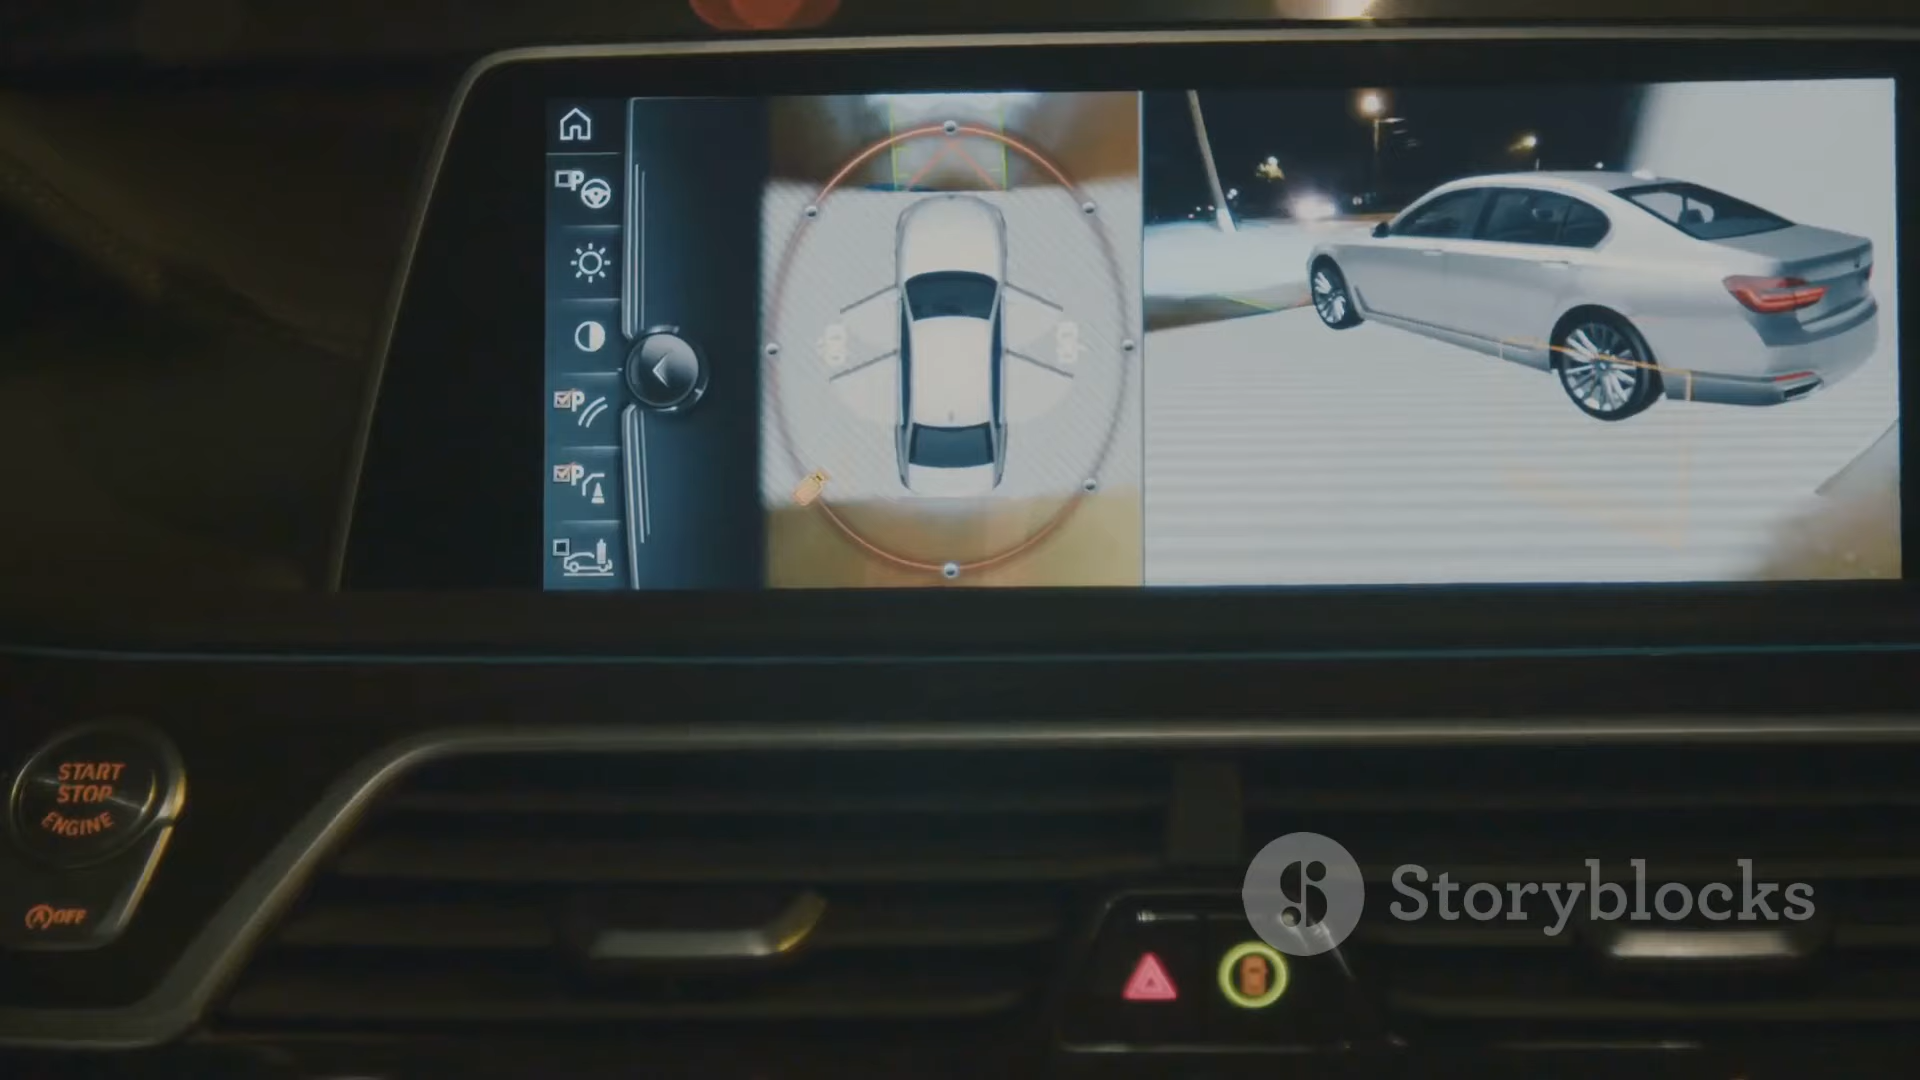 P
P
P
START
STOP
ENGINE
A OFF
Storyblocks